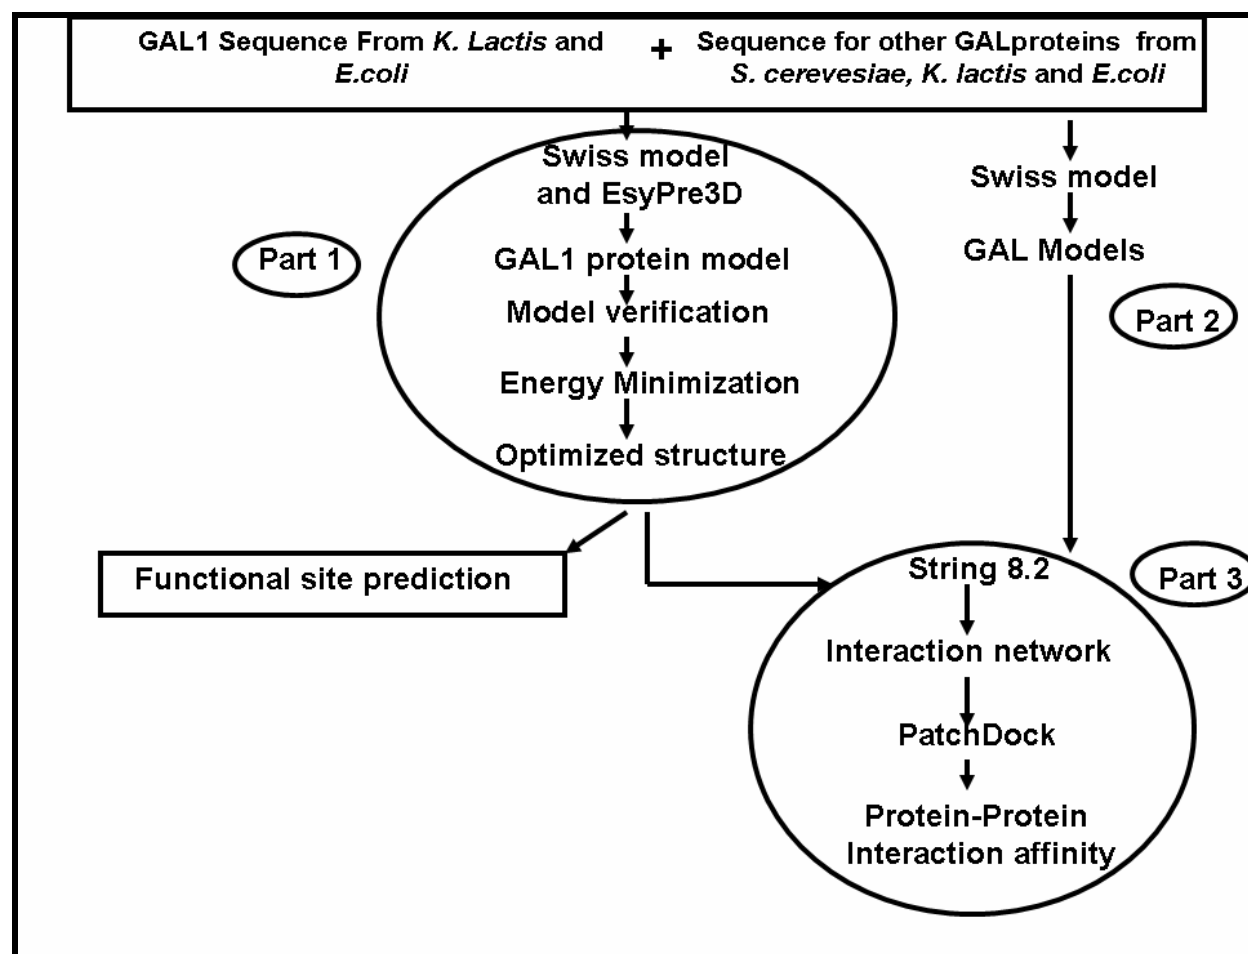 GAL1 Sequence From K. Lactis and
E.coli
+
Sequence for other GALproteins from
S. cerevesiae, K. lactis and E.coli
Swiss model
and EsyPre3D
GAL1 protein model
Model verification
Energy Minimization
Optimized structure
Part 1
Functional site prediction
Swiss model
GAL Models
Part 2
String 8.2
Interaction network
PatchDock
Protein-Protein
Interaction affinity
Part 3